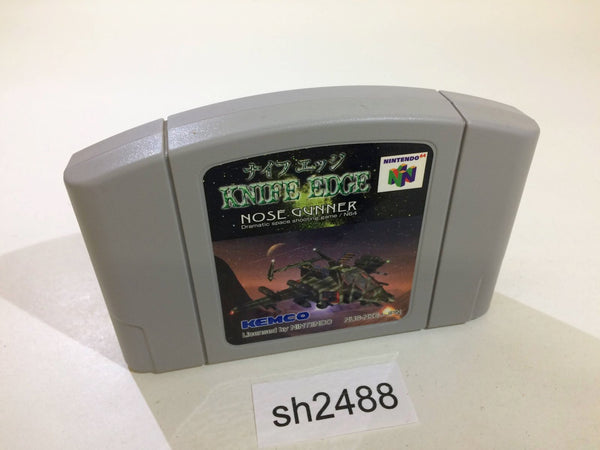 ナイフ エッジ
KNIFE EDGE
NOSE GUNNER
Dramatic space shooting game / N64
NINTENDO 64
KEMCO
Licensed by NINTENDO
sh2488